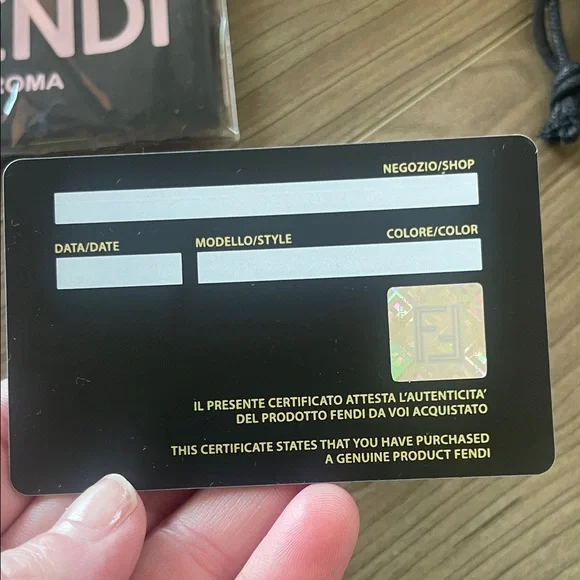 ENDI
ROMA
NEGOZIO/SHOP
DATA/DATE
MODELLO/STYLE
COLORE/COLOR
IL PRESENTE CERTIFICATO ATTESTA L'AUTENTICITA'
DEL PRODOTTO FENDI DA VOI ACQUISTATO
THIS CERTIFICATE STATES THAT YOU HAVE PURCHASED
A GENUINE PRODUCT FENDI